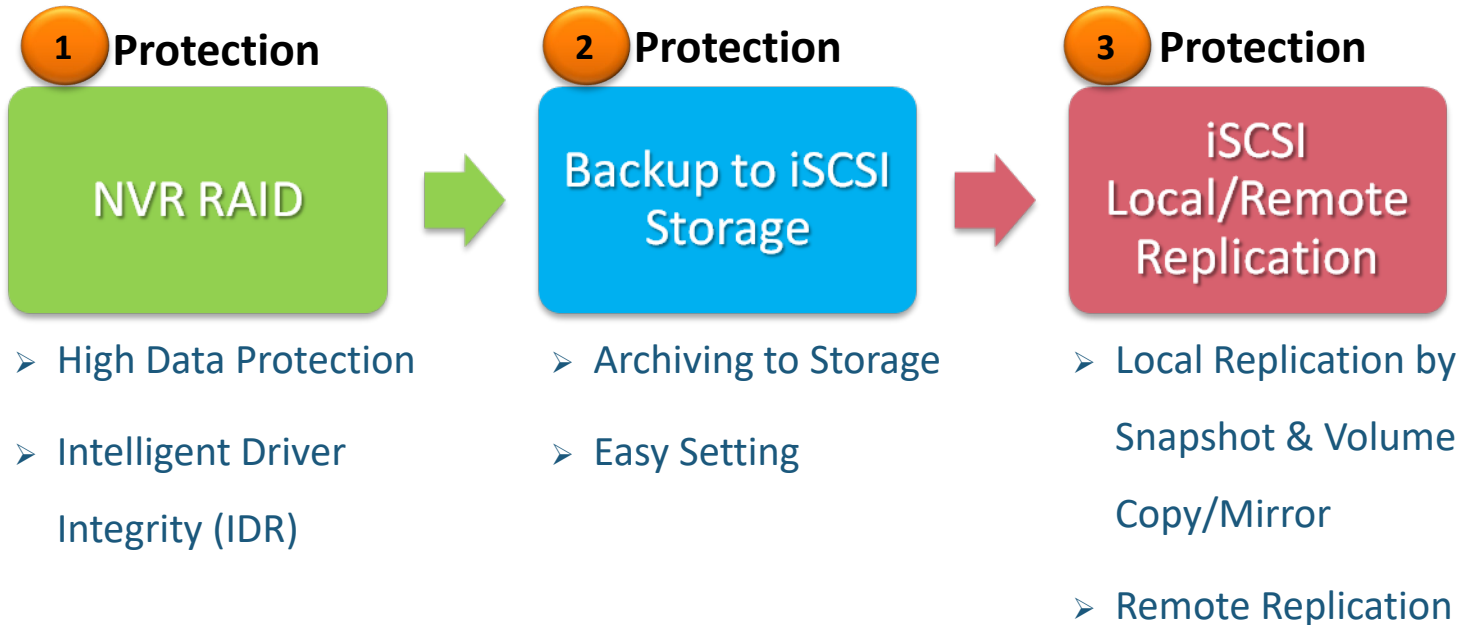 1 Protection
NVR RAID
➢ High Data Protection
➢ Intelligent Driver
Integrity (IDR)
2 Protection
Backup to iSCSI
Storage
➢ Archiving to Storage
➢ Easy Setting
3 Protection
iSCSI
Local/Remote
Replication
➢ Local Replication by
Snapshot & Volume
Copy/Mirror
➢ Remote Replication